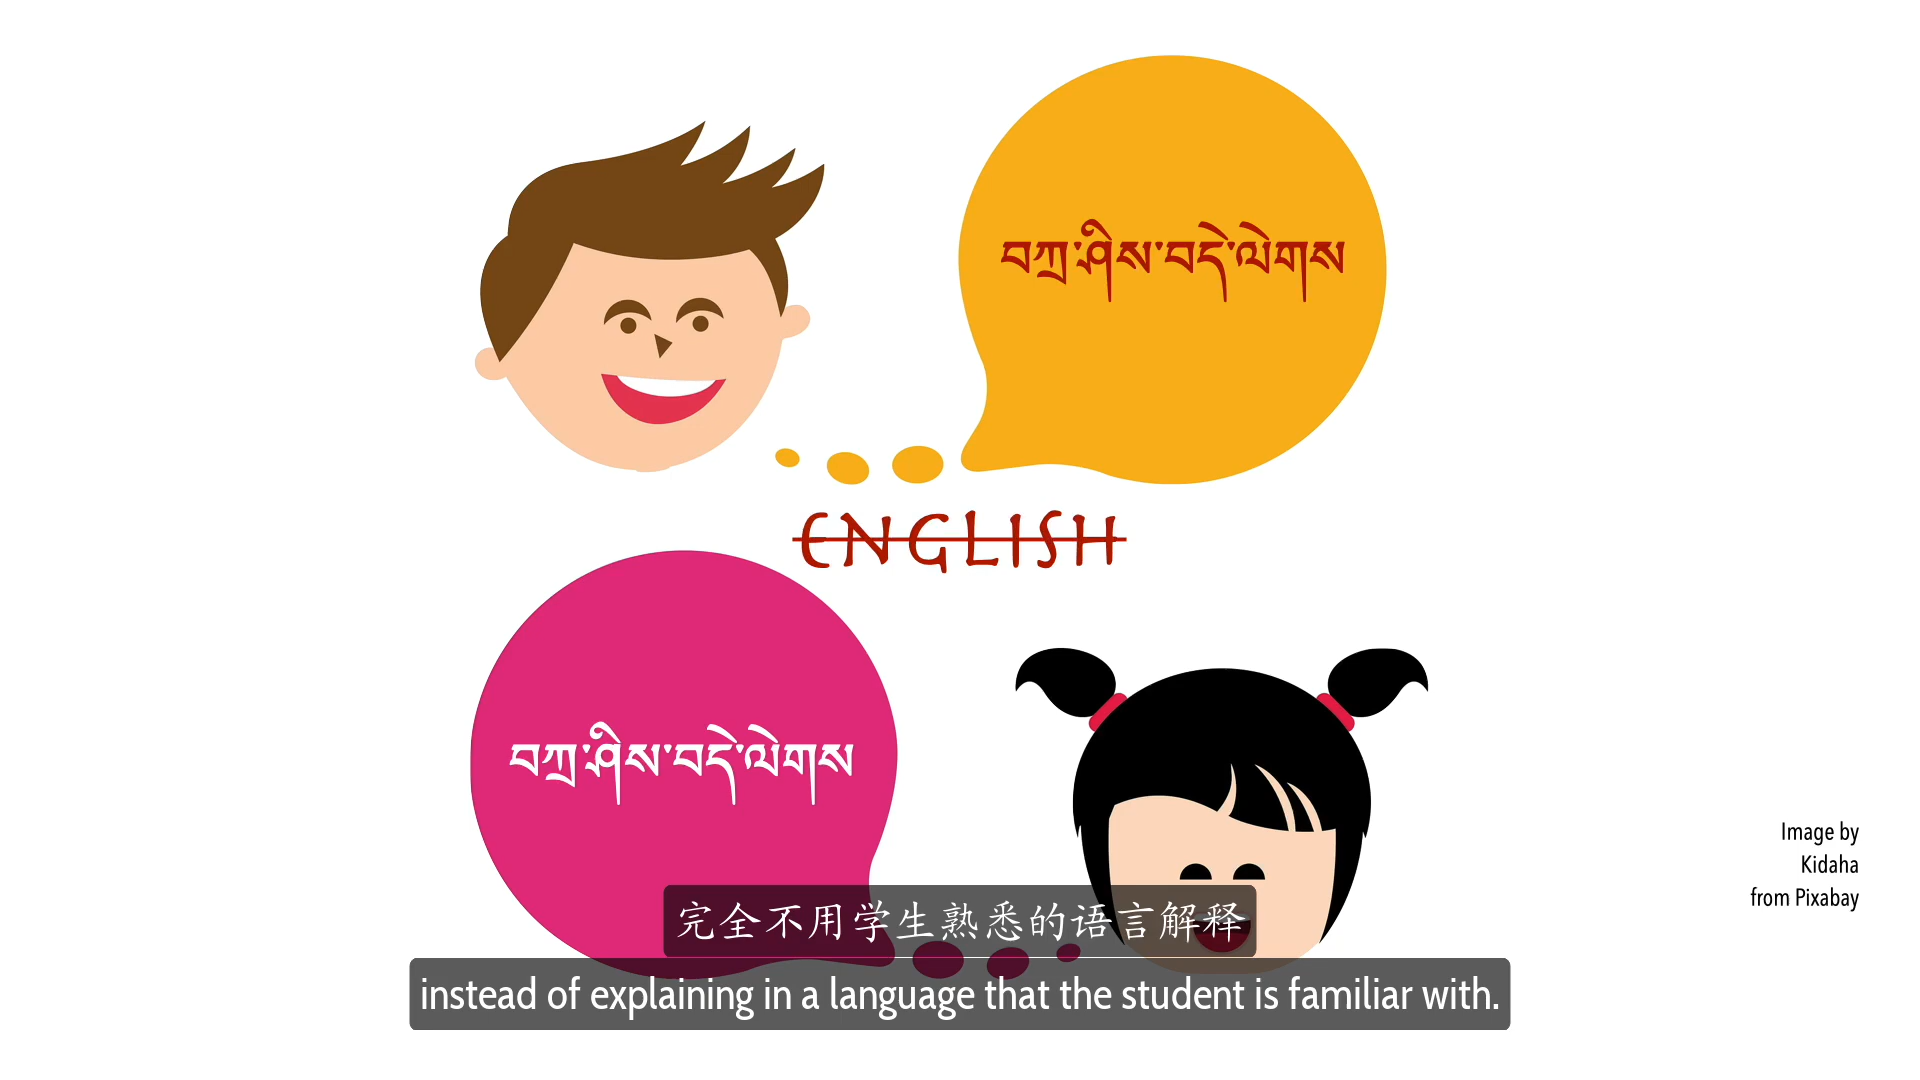 བཀྲ་ཤིས་བདེ་ལེགས
ENGLISH
བཀྲ་ཤིས་བདེ་ལེགས
Image by
Kidaha
from Pixabay
完全不用学生熟悉的语言解释
instead of explaining in a language that the student is familiar with.